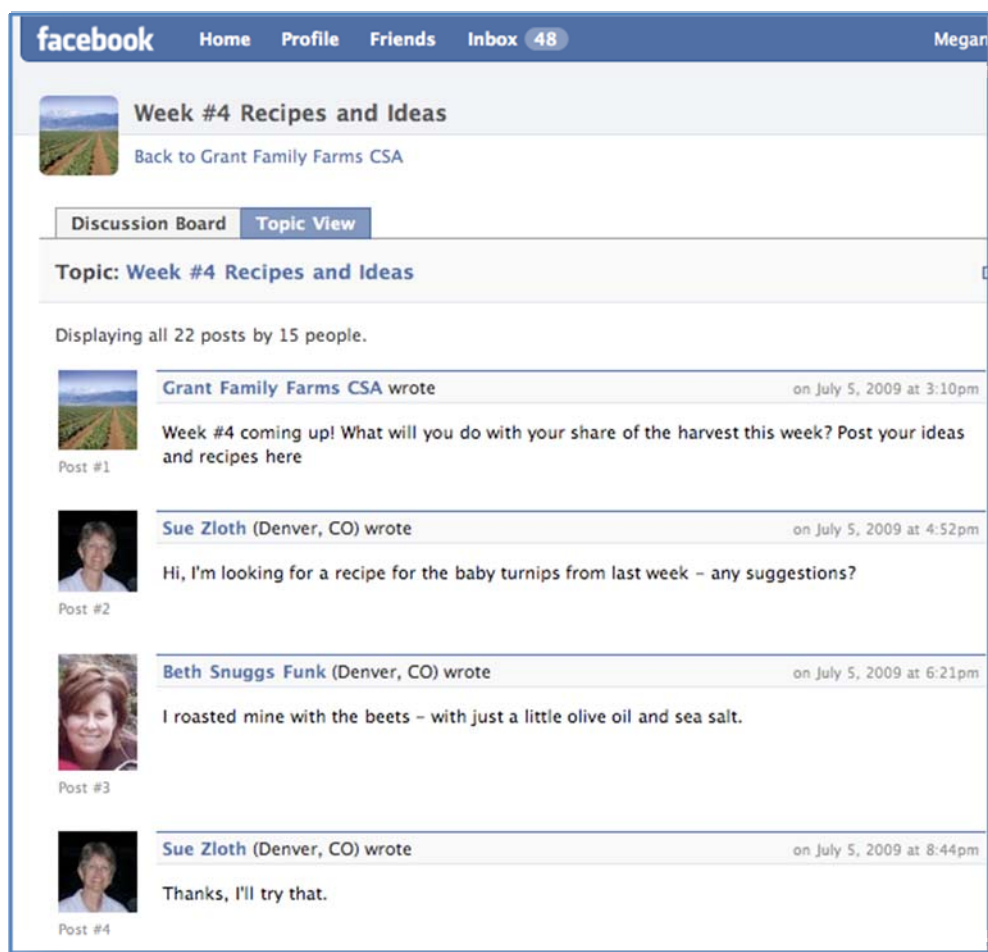 facebook Home Profile Friends Inbox 48 Megan
Week #4 Recipes and Ideas
Back to Grant Family Farms CSA
Discussion Board Topic View
Topic: Week #4 Recipes and Ideas
Displaying all 22 posts by 15 people.
Grant Family Farms CSA wrote on July 5, 2009 at 3:10pm
Week #4 coming up! What will you do with your share of the harvest this week? Post your ideas
and recipes here
Post #1
Sue Zloth (Denver, CO) wrote on July 5, 2009 at 4:52pm
Hi, I'm looking for a recipe for the baby turnips from last week – any suggestions?
Post #2
Beth Snuggs Funk (Denver, CO) wrote on July 5, 2009 at 6:21pm
I roasted mine with the beets – with just a little olive oil and sea salt.
Post #3
Sue Zloth (Denver, CO) wrote on July 5, 2009 at 8:44pm
Thanks, I'll try that.
Post #4